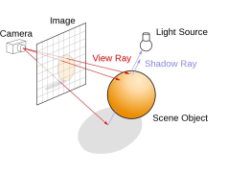 Image
Camera
Light Source
View Ray
Shadow Ray
Scene Object